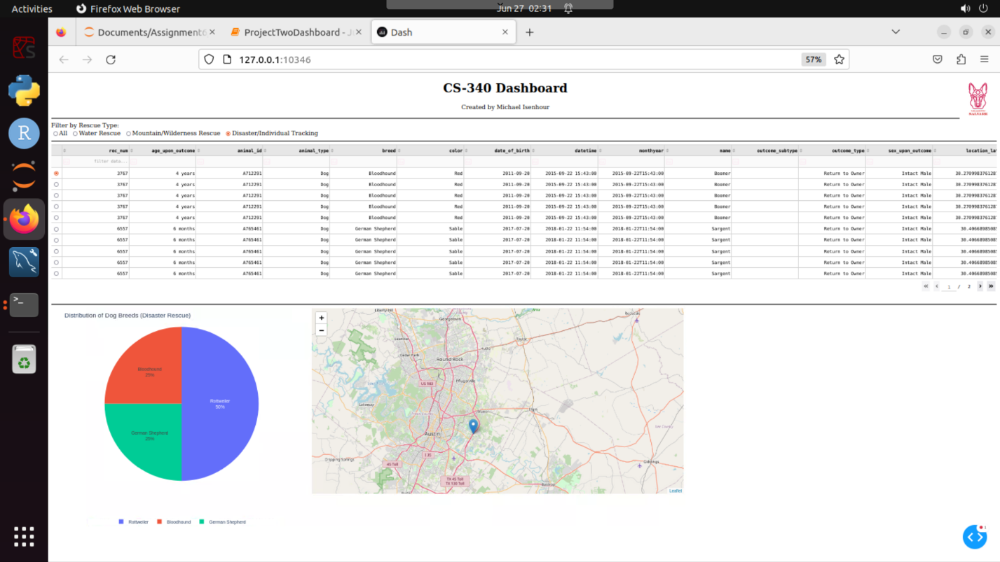 Activities Firefox Web Browser Jun 27 02:31
Documents/Assignment6 ProjectTwoDashboard - J Dash
127.0.0.1:10346 57%
CS-340 Dashboard
Created by Michael Isenhour
SALVARE
Filter by Rescue Type:
All Water Rescue Mountain/Wilderness Rescue Disaster/Individual Tracking
rec_num age_upon_outcome animal_id animal_type breed color date_of_birth datetime monthyear name outcome_subtype outcome_type sex_upon_outcome location_la
filter data...
3767 4 years A712291 Dog Bloodhound Red 2011-09-20 2015-09-22 15:43:00 2015-09-22T15:43:00 Boomer Return to Owner Intact Male 30.270998376128
3767 4 years A712291 Dog Bloodhound Red 2011-09-20 2015-09-22 15:43:00 2015-09-22T15:43:00 Boomer Return to Owner Intact Male 30.270998376128
3767 4 years A712291 Dog Bloodhound Red 2011-09-20 2015-09-22 15:43:00 2015-09-22T15:43:00 Boomer Return to Owner Intact Male 30.270998376128
3767 4 years A712291 Dog Bloodhound Red 2011-09-20 2015-09-22 15:43:00 2015-09-22T15:43:00 Boomer Return to Owner Intact Male 30.270998376128
3767 4 years A712291 Dog Bloodhound Red 2011-09-20 2015-09-22 15:43:00 2015-09-22T15:43:00 Boomer Return to Owner Intact Male 30.270998376128
6557 6 months A765461 Dog German Shepherd Sable 2017-07-20 2018-01-22 11:54:00 2018-01-22T11:54:00 Sargent Return to Owner Intact Male 30.4066898508
6557 6 months A765461 Dog German Shepherd Sable 2017-07-20 2018-01-22 11:54:00 2018-01-22T11:54:00 Sargent Return to Owner Intact Male 30.4066898508
6557 6 months A765461 Dog German Shepherd Sable 2017-07-20 2018-01-22 11:54:00 2018-01-22T11:54:00 Sargent Return to Owner Intact Male 30.4066898508
6557 6 months A765461 Dog German Shepherd Sable 2017-07-20 2018-01-22 11:54:00 2018-01-22T11:54:00 Sargent Return to Owner Intact Male 30.4066898508
6557 6 months A765461 Dog German Shepherd Sable 2017-07-20 2018-01-22 11:54:00 2018-01-22T11:54:00 Sargent Return to Owner Intact Male 30.4066898508
« ‹ 1 / 2 › »
Distribution of Dog Breeds (Disaster Rescue)
Bloodhound
25%
Rottweiler
50%
German Shepherd
25%
Rottweiler Bloodhound German Shepherd
+
−
Liberty Hill
Georgetown
Leander
Taylor
Hutto
Cedar Park
Round Rock
Pflugerville
US 183
Lakeway
Manor
Elgin
Austin
I 35
Dripping Springs
45 Toll
Giddings
TX 45 Toll
TX 130 Toll
Bastrop
Leaflet
1